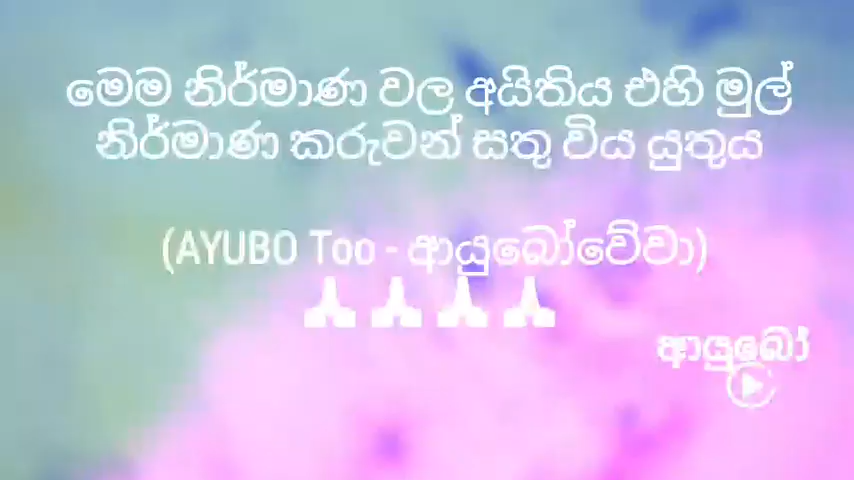 මෙම නිර්මාණ වල අයිතිය එහි මුල්
නිර්මාණ කරුවන් සතු විය යුතුය
(AYUBO Too - ආයුබෝවේවා)
🙏🙏🙏🙏
ආයුබෝ